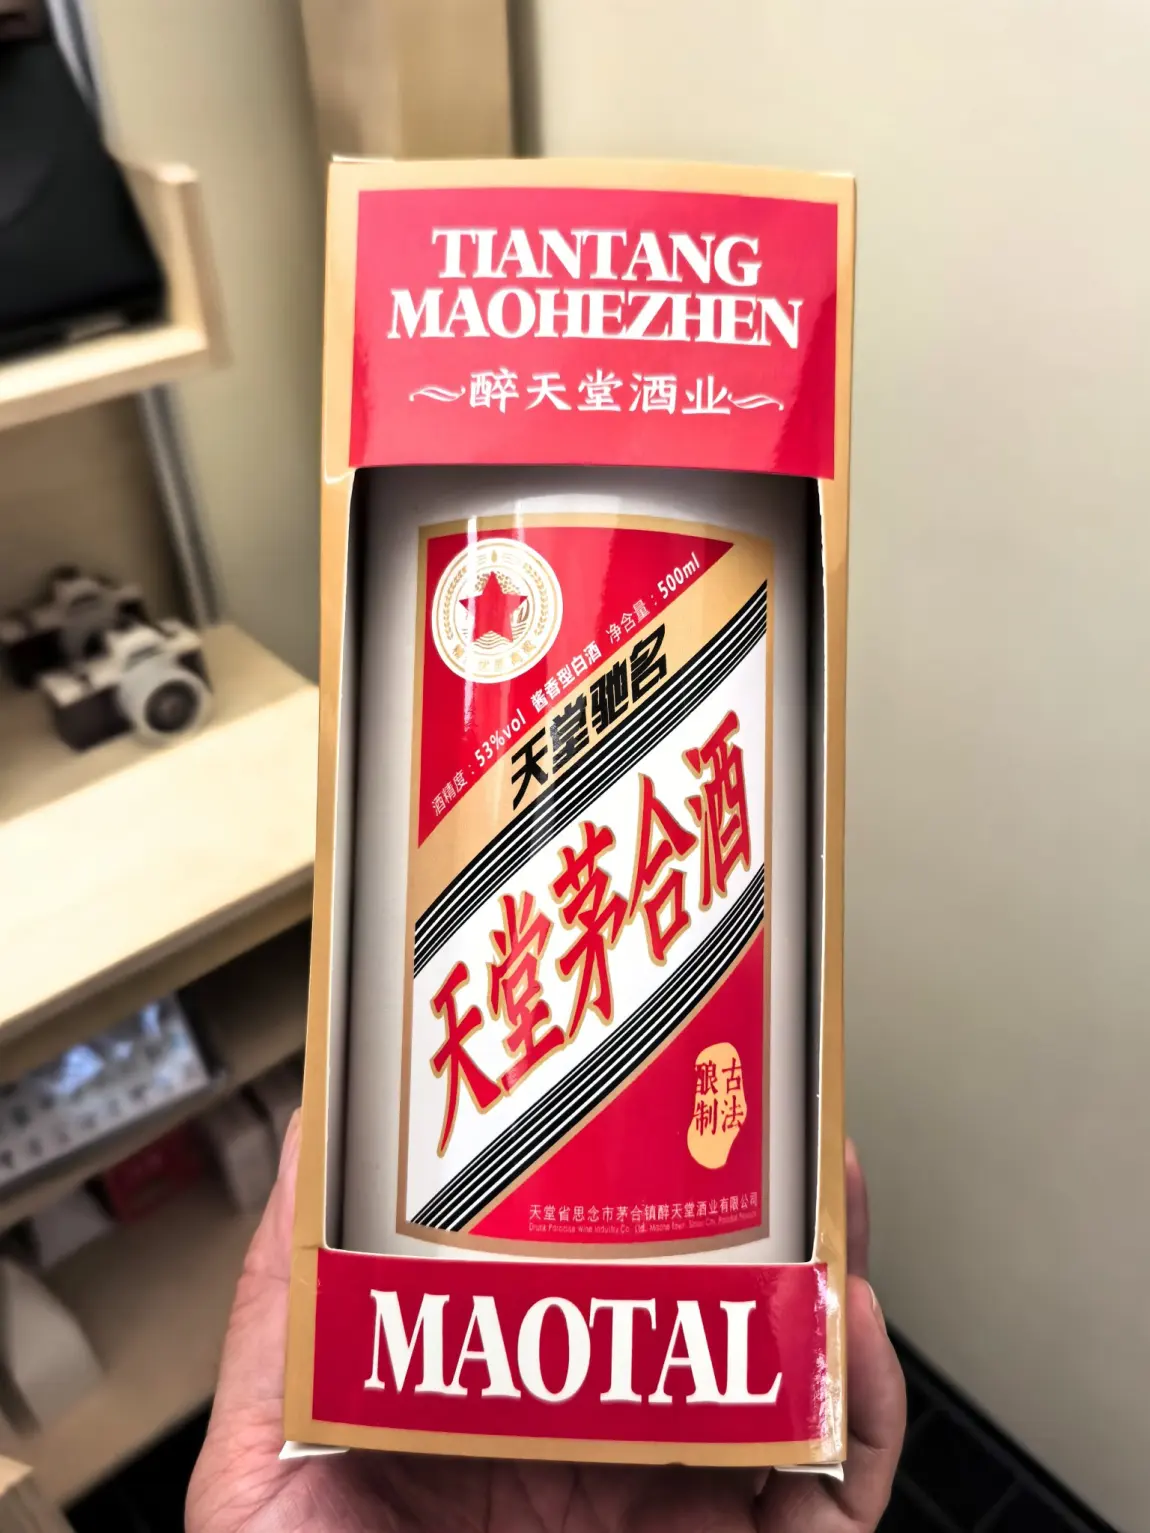 TIANTANG
MAOHEZHEN
醉天堂酒业
酒精度：53%vol 酱香型白酒 净含量：500ml
天堂驰名
天堂茅合酒
古法
酿制
天堂省思念市茅合镇醉天堂酒业有限公司
MAOTAL